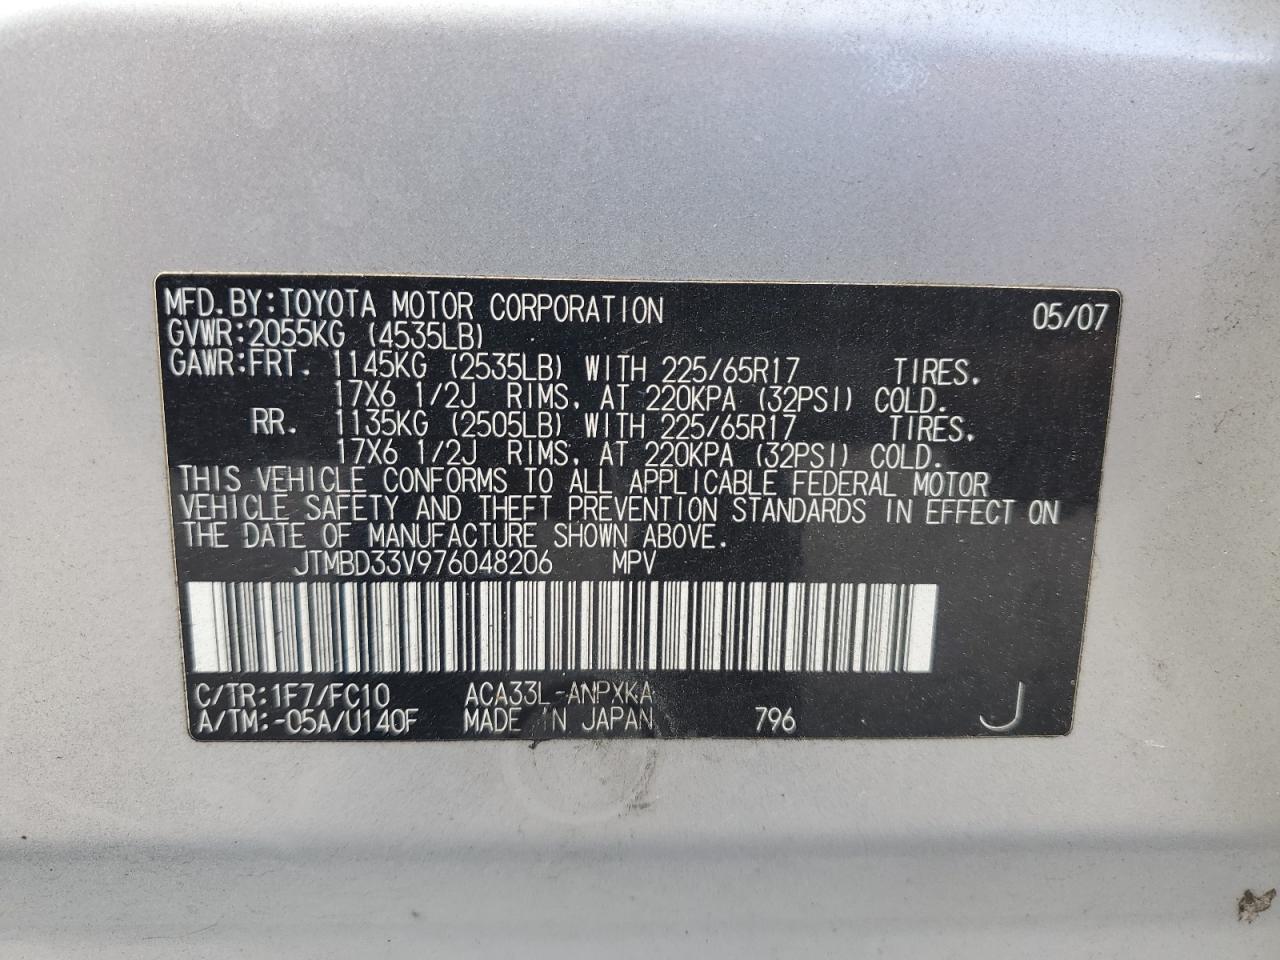 MFD.BY:TOYOTA MOTOR CORPORATION 05/07
GVWR:2055KG (4535LB)
GAWR:FRT. 1145KG (2535LB) WITH 225/65R17 TIRES,
17X6 1/2J RIMS, AT 220KPA (32PSI) COLD.
RR. 1135KG (2505LB) WITH 225/65R17 TIRES,
17X6 1/2J RIMS, AT 220KPA (32PSI) COLD.
THIS VEHICLE CONFORMS TO ALL APPLICABLE FEDERAL MOTOR
VEHICLE SAFETY AND THEFT PREVENTION STANDARDS IN EFFECT ON
THE DATE OF MANUFACTURE SHOWN ABOVE.
JTMBD33V976048206 MPV
C/TR:1F7/FC10 ACA33L-ANPXKA
A/TM:-05A/U140F MADE IN JAPAN 796 J